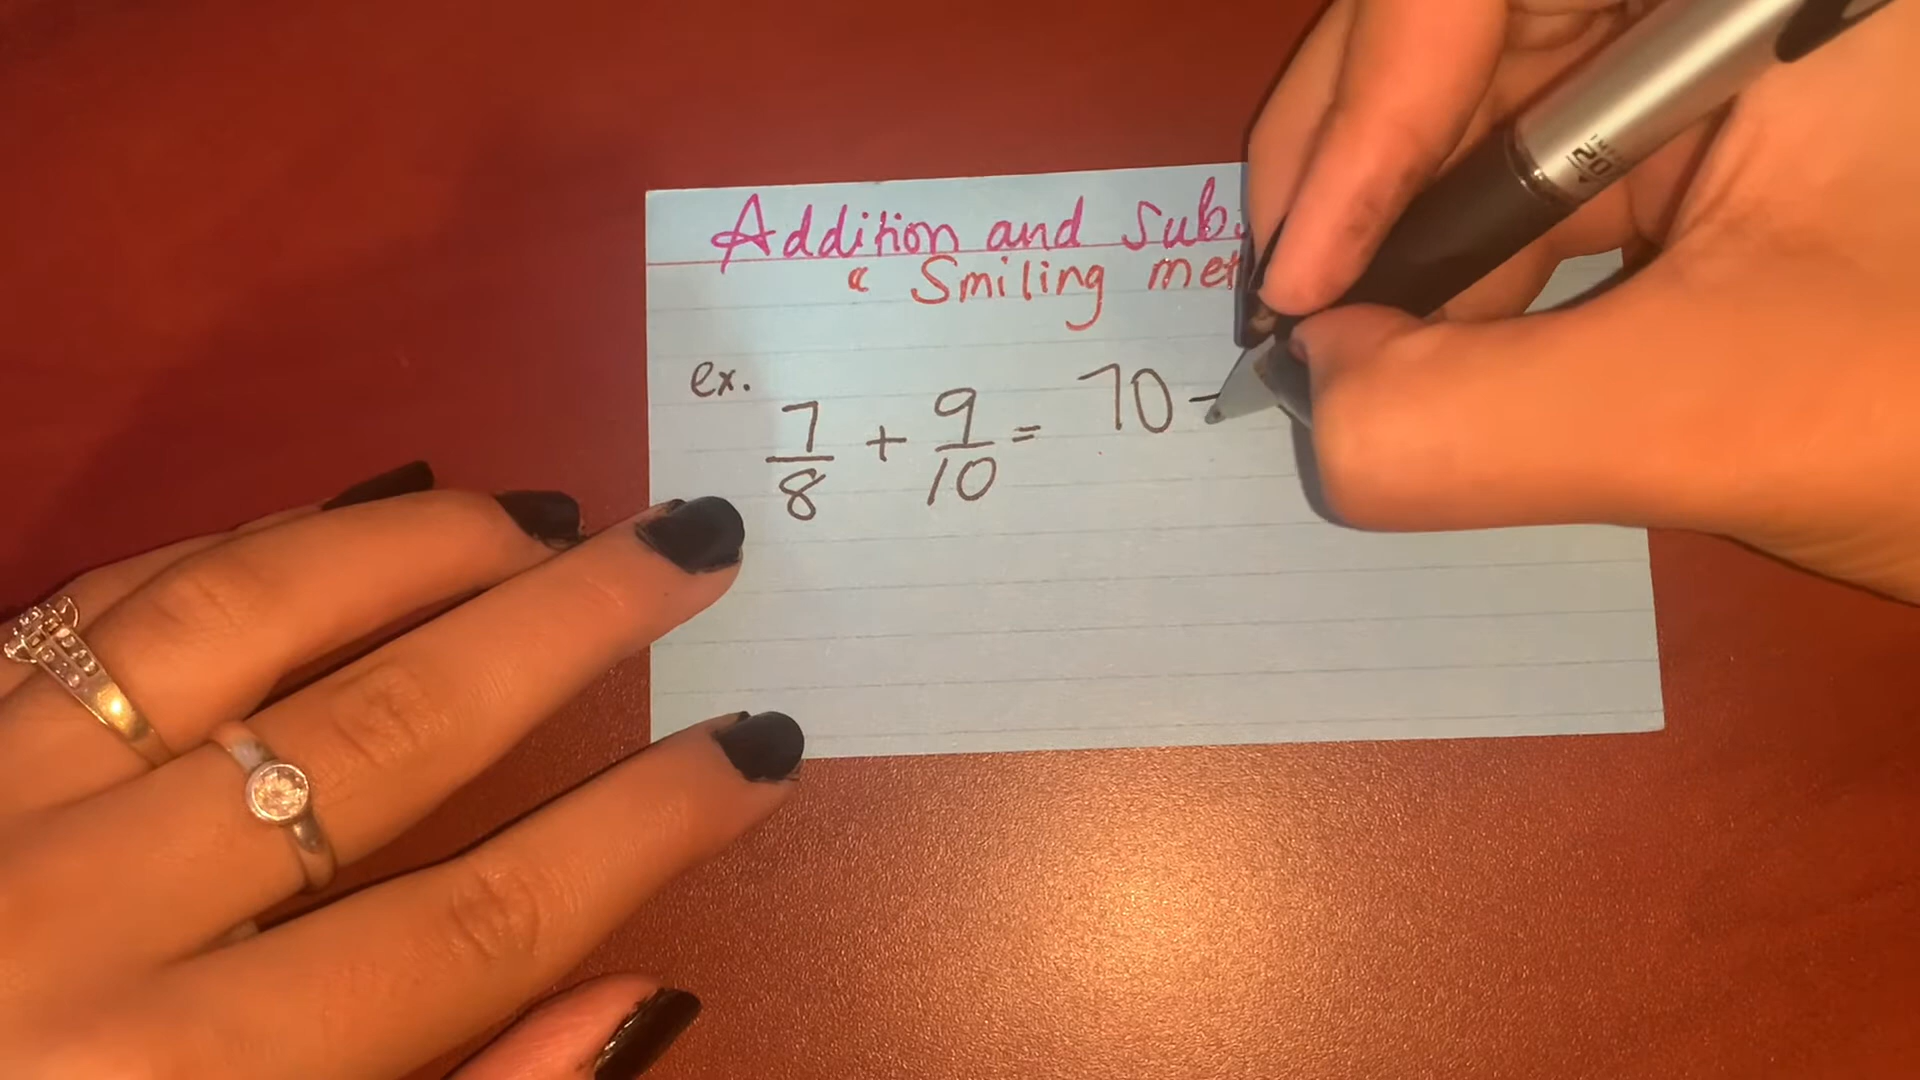 Addition and Sub
" Smiling met
ex.
7/8 + 9/10 = 70